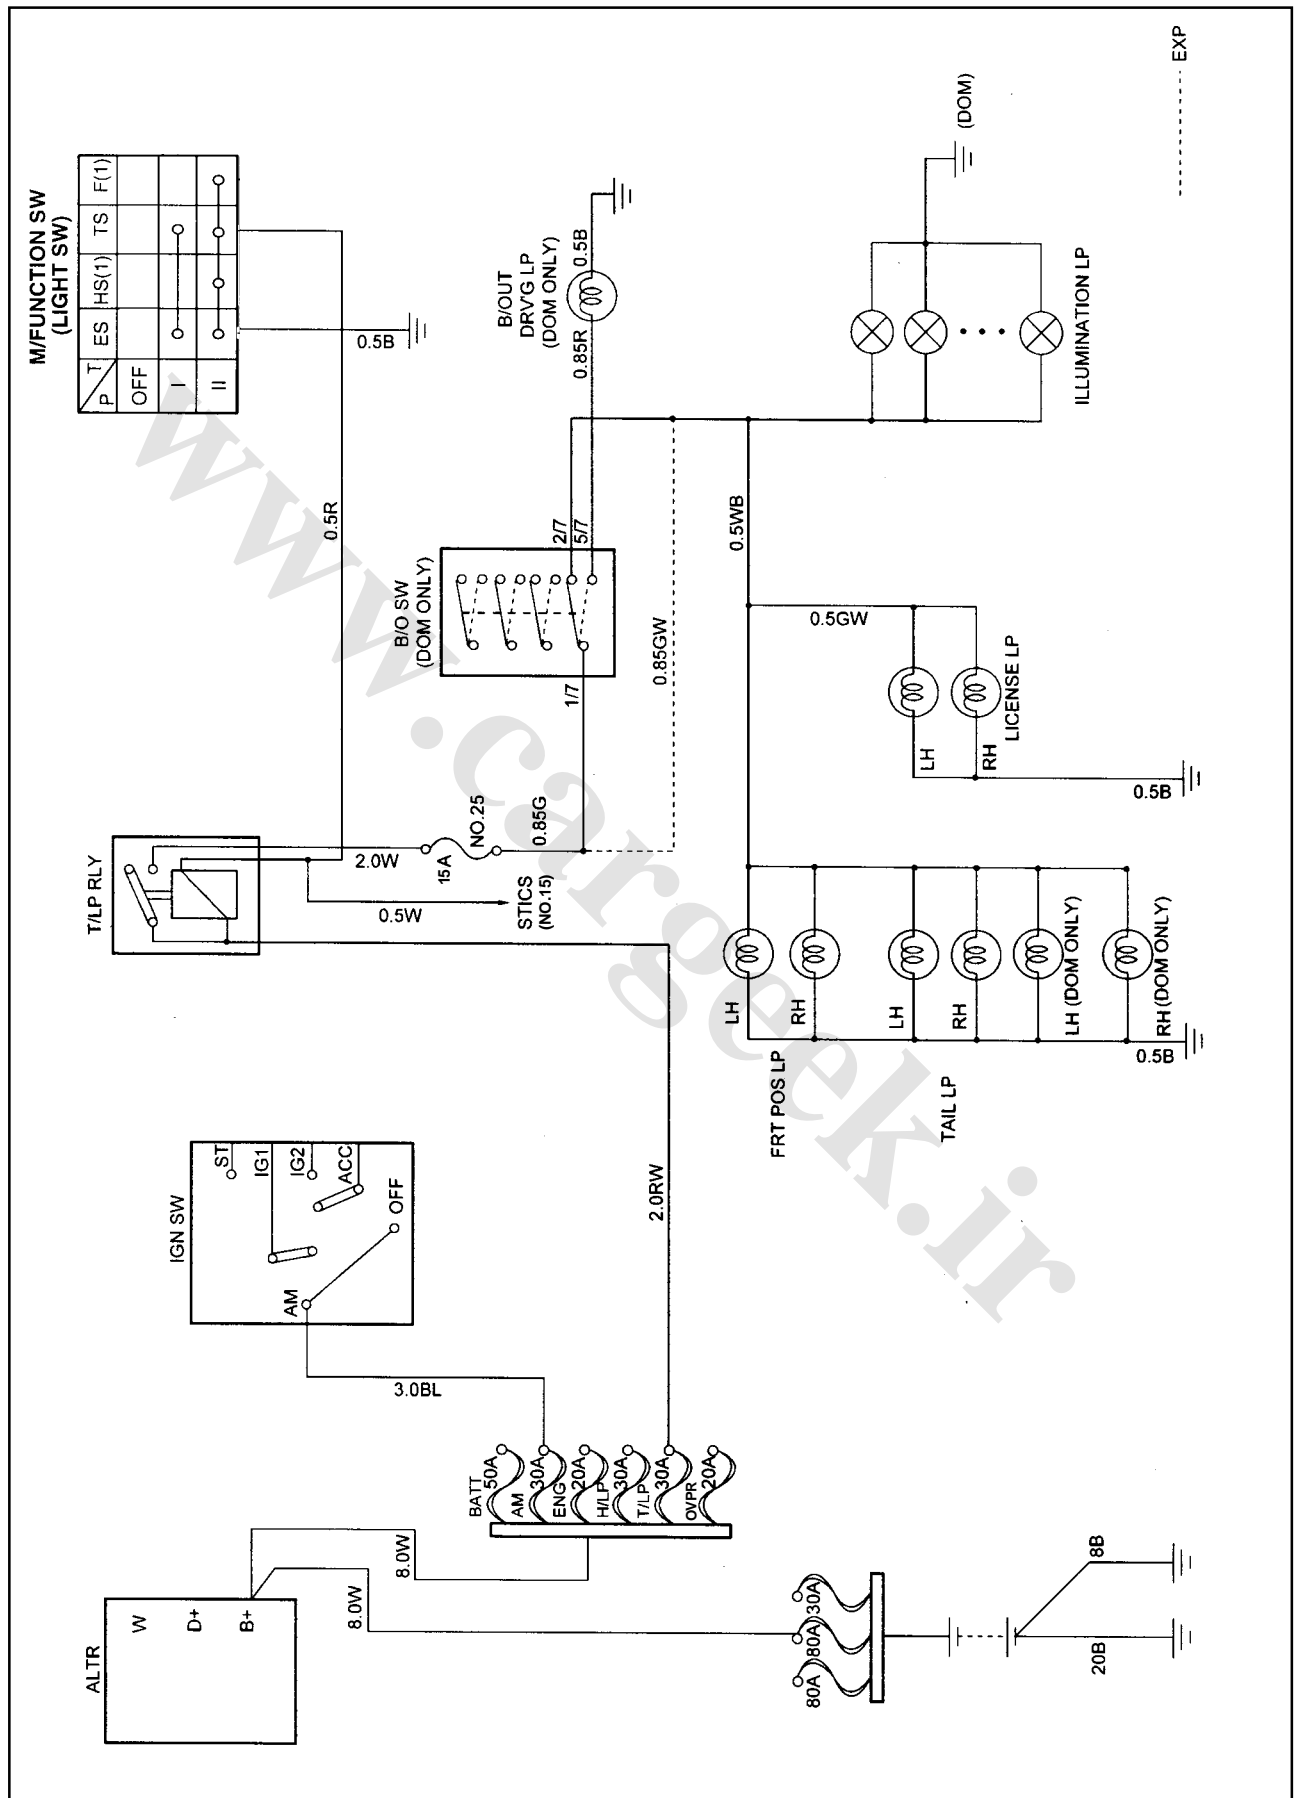 M/FUNCTION SW
(LIGHT SW)
P T ES HS(1) TS F(1)
OFF
I
II
0.5B
0.5R
T/LP RLY
2.0W
0.5W
STICS
(NO.15)
15A
NO.25
0.85G
1/7
B/O SW
(DOM ONLY)
2/7
5/7
0.85R
B/OUT
DRV'G LP
(DOM ONLY)
0.5B
0.85GW
0.5WB
0.5GW
(DOM)
EXP
ILLUMINATION LP
LH
RH
LICENSE LP
0.5B
FRT POS LP
LH
RH
TAIL LP
LH
RH
LH (DOM ONLY)
RH (DOM ONLY)
0.5B
IGN SW
ST
IG1
IG2
ACC
OFF
AM
3.0BL
2.0RW
BATT
50A
AM
30A
ENG
20A
H/LP
30A
T/LP
30A
OVPR
20A
ALTR
W
D+
B+
8.0W
8.0W
80A
80A
30A
20B
8B
www.cargeek.ir